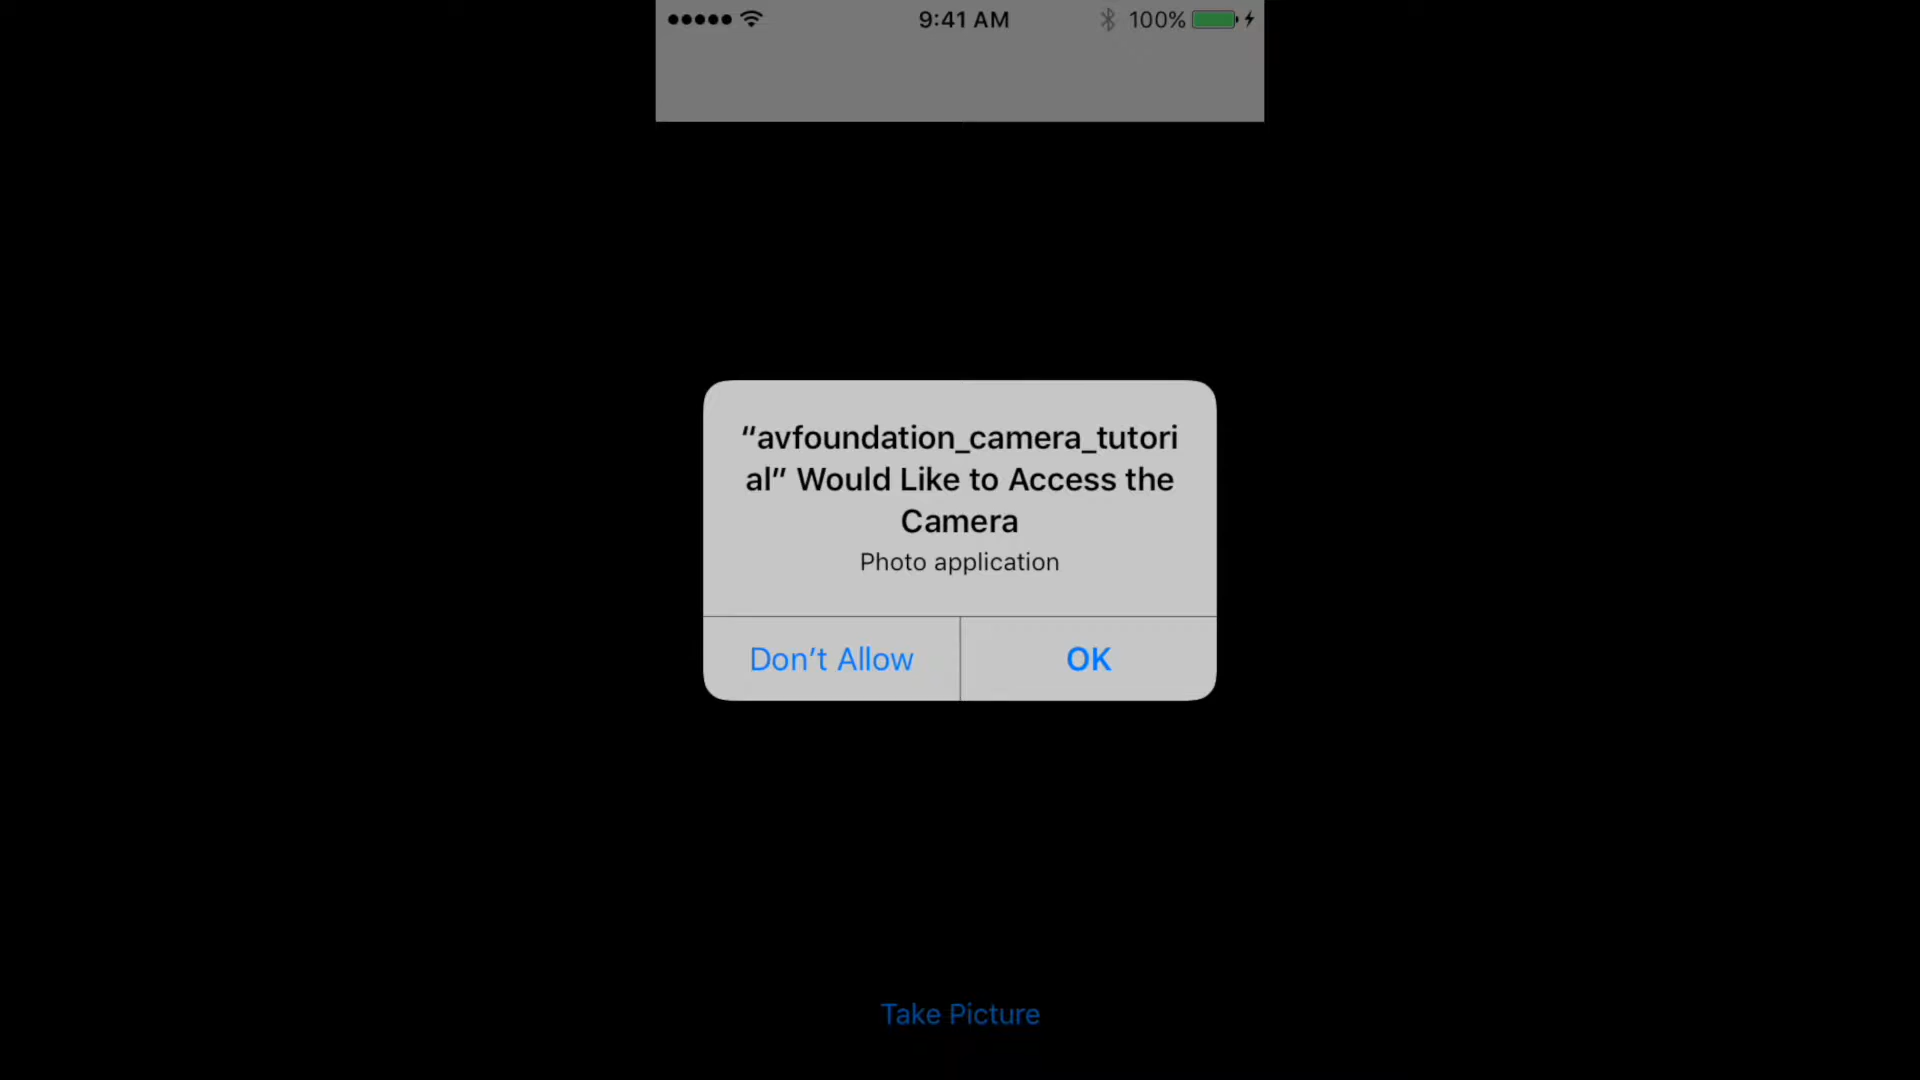 9:41 AM
100%
“avfoundation_camera_tutori
al” Would Like to Access the
Camera
Photo application
Don’t Allow
OK
Take Picture